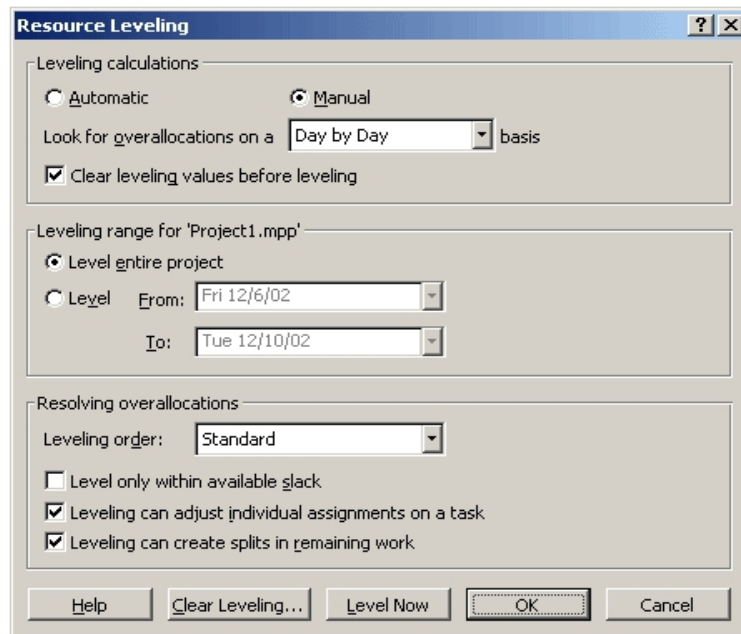 Resource Leveling
Leveling calculations
Automatic Manual
Look for overallocations on a Day by Day basis
Clear leveling values before leveling
Leveling range for 'Project1.mpp'
Level entire project
Level From: Fri 12/6/02
To: Tue 12/10/02
Resolving overallocations
Leveling order: Standard
Level only within available slack
Leveling can adjust individual assignments on a task
Leveling can create splits in remaining work
Help Clear Leveling... Level Now OK Cancel